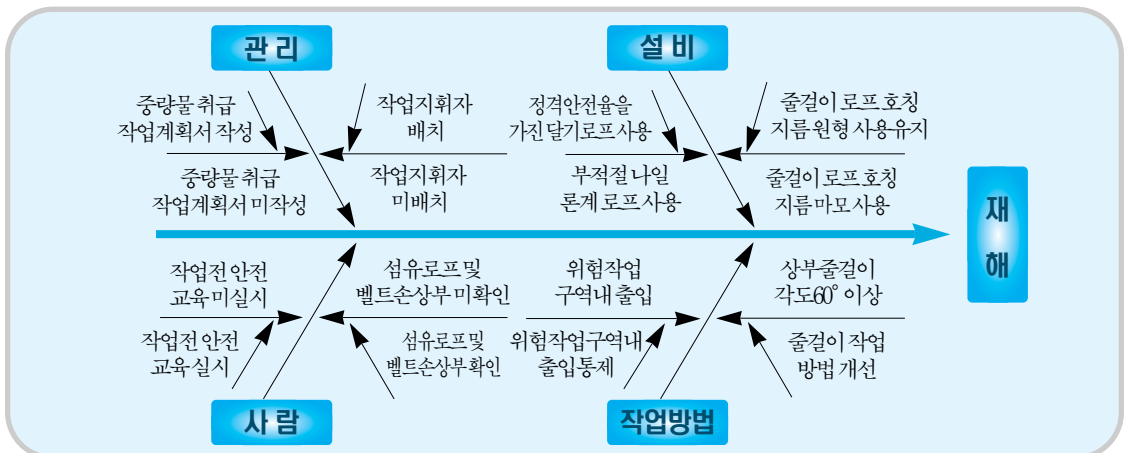 관 리
설 비
중량물 취급
작업계획서 작성
작업지휘자
배치
정격안전율을
가진 달기로프 사용
줄걸이 로프 호칭
지름 원형 사용 유지
중량물 취급
작업계획서 미작성
작업지휘자
미배치
부적절 나일
론계 로프 사용
줄걸이 로프 호칭
지름 마모 사용
재
해
작업전 안전
교육 미실시
섬유로프 및
벨트손상부 미확인
위험작업
구역내 출입
상부줄걸이
각도60° 이상
작업전 안전
교육 실시
섬유로프 및
벨트손상부 확인
위험작업구역내
출입통제
줄걸이 작업
방법 개선
사 람
작업방법